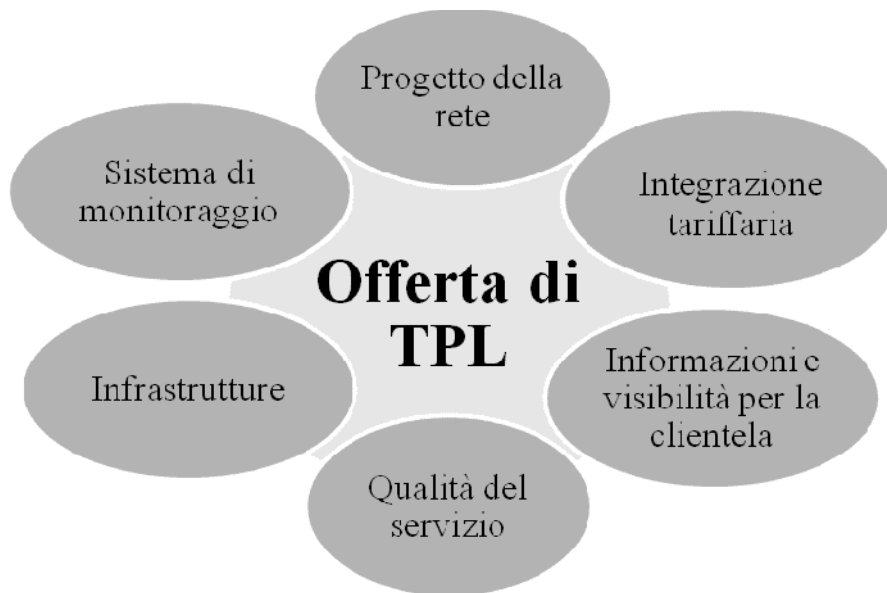 Progetto della
rete
Sistema di
monitoraggio
Integrazione
tariffaria
Offerta di
TPL
Infrastrutture
Informazioni e
visibilità per la
clientela
Qualità del
servizio